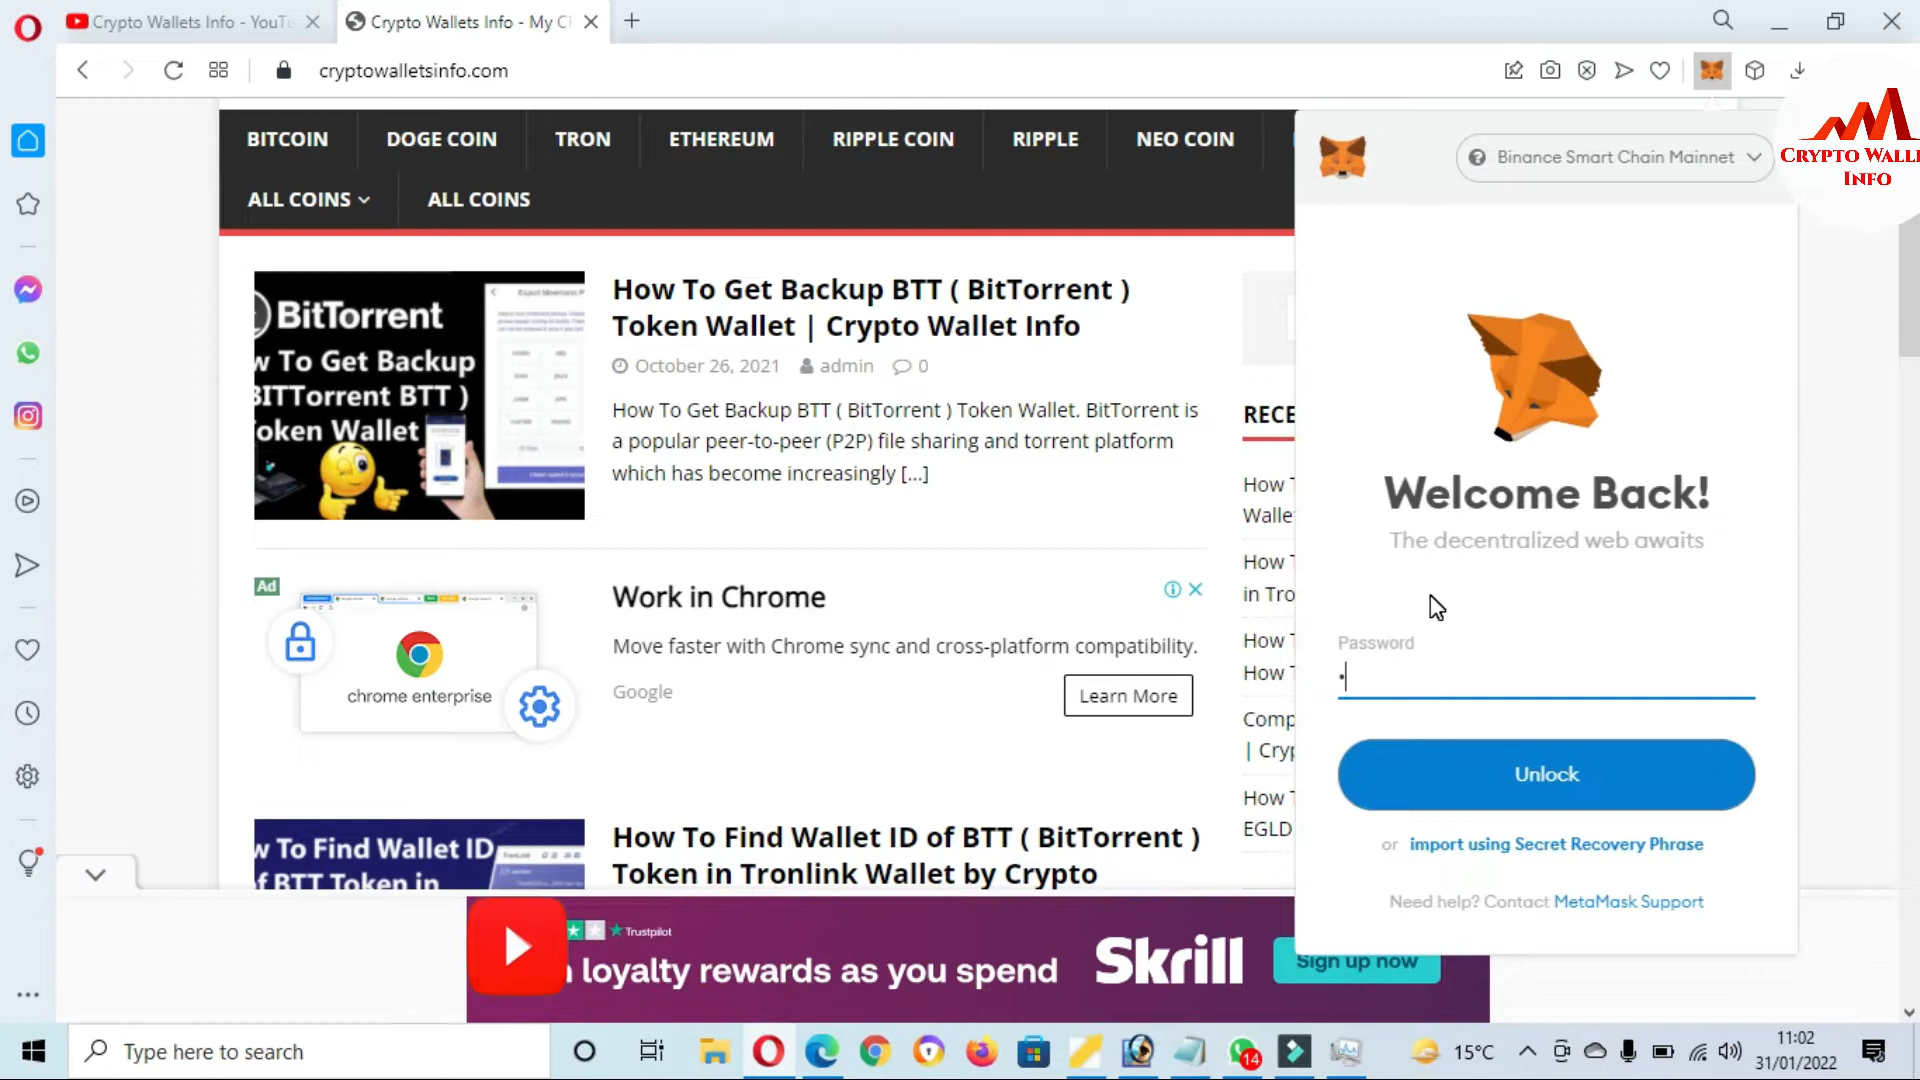 Crypto Wallets Info - YouT
Crypto Wallets Info - My C
cryptowalletsinfo.com
BITCOIN
DOGE COIN
TRON
ETHEREUM
RIPPLE COIN
RIPPLE
NEO COIN
ALL COINS
ALL COINS
Binance Smart Chain Mainnet
CRYPTO WALLE
INFO
BitTorrent
w To Get Backup
BITTorrent BTT )
oken Wallet
How To Get Backup BTT ( BitTorrent )
Token Wallet | Crypto Wallet Info
October 26, 2021 admin 0
How To Get Backup BTT ( BitTorrent ) Token Wallet. BitTorrent is
a popular peer-to-peer (P2P) file sharing and torrent platform
which has become increasingly [...]
RECE
How T
Walle
How T
in Tro
How T
How T
Comp
| Cryp
How T
EGLD
Ad
chrome enterprise
Work in Chrome
Move faster with Chrome sync and cross-platform compatibility.
Google
Learn More
w To Find Wallet ID
of BTT Token in
How To Find Wallet ID of BTT ( BitTorrent )
Token in Tronlink Wallet by Crypto
Welcome Back!
The decentralized web awaits
Password
Unlock
or import using Secret Recovery Phrase
Need help? Contact MetaMask Support
Trustpilot
loyalty rewards as you spend
Skrill
Sign up now
Type here to search
14
15°C
11:02
31/01/2022